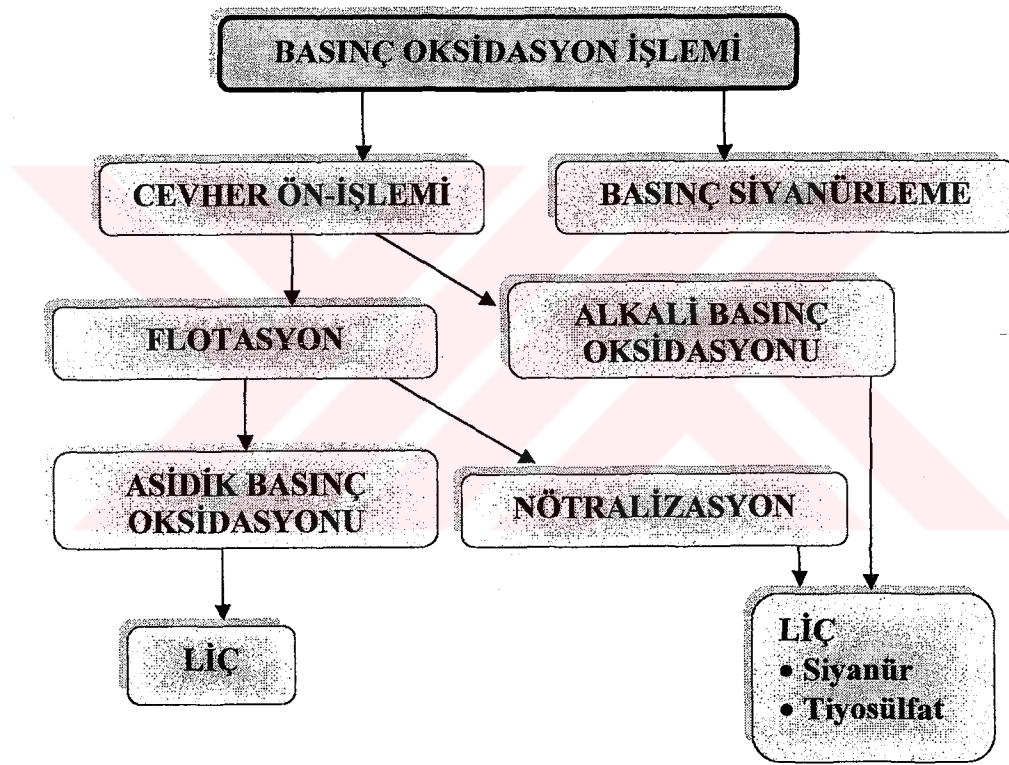 BASINÇ OKSİDASYON İŞLEMİ
CEVHER ÖN-İŞLEMİ
BASINÇ SİYANÜRLEME
FLOTASYON
ALKALİ BASINÇ
OKSİDASYONU
ASİDİK BASINÇ
OKSİDASYONU
NÖTRALİZASYON
LİÇ
LİÇ
• Siyanür
• Tiyosülfat